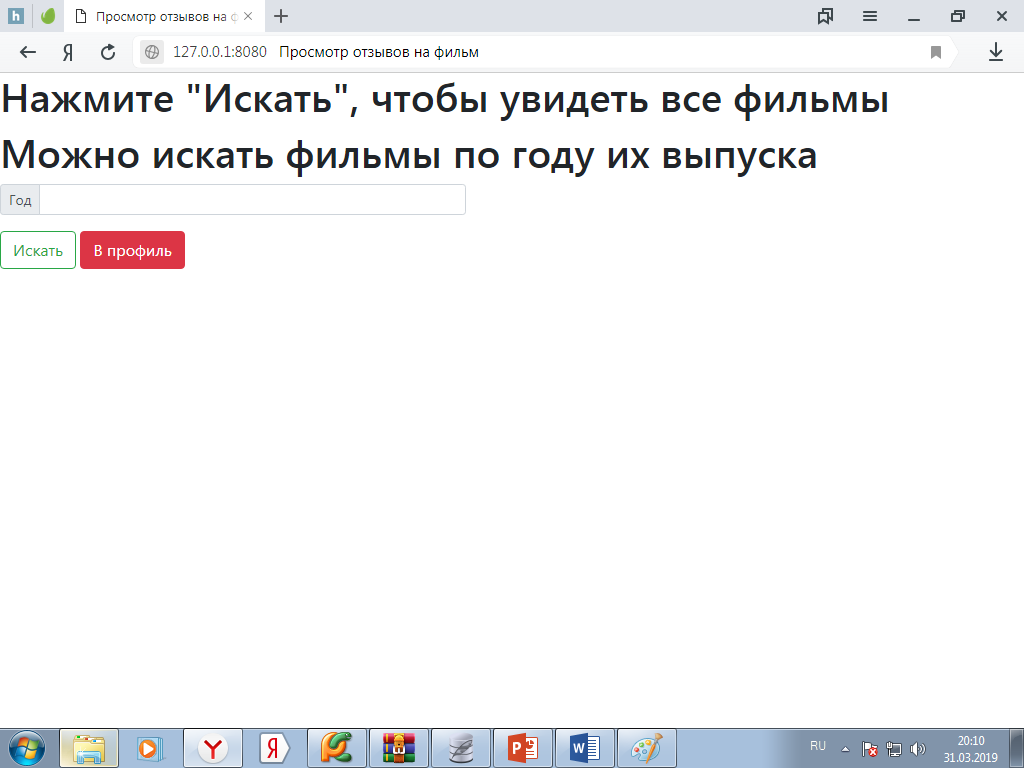 Просмотр отзывов на ф
127.0.0.1:8080 Просмотр отзывов на фильм
Нажмите "Искать", чтобы увидеть все фильмы
Можно искать фильмы по году их выпуска
Год
Искать В профиль
RU
20:10
31.03.2019